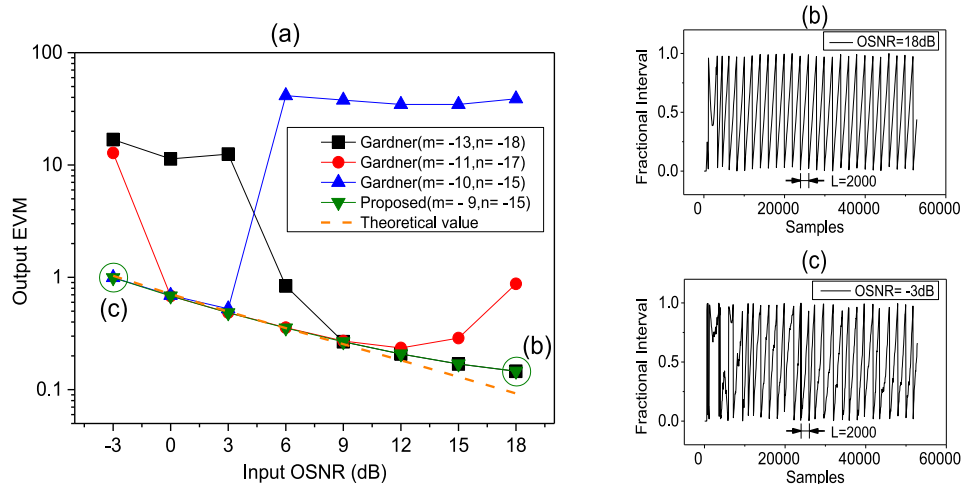 (a)
Output EVM
100
10
1
0.1
-3 0 3 6 9 12 15 18
Input OSNR (dB)
Gardner(m= -13,n= -18)
Gardner(m= -11,n= -17)
Gardner(m= -10,n= -15)
Proposed(m= - 9,n= -15)
Theoretical value
(c)
(b)
(b)
OSNR=18dB
Fractional Interval
1.0
0.5
0.0
L=2000
0 20000 40000 60000
Samples
(c)
OSNR= -3dB
Fractional Interval
1.0
0.5
0.0
L=2000
0 20000 40000 60000
Samples